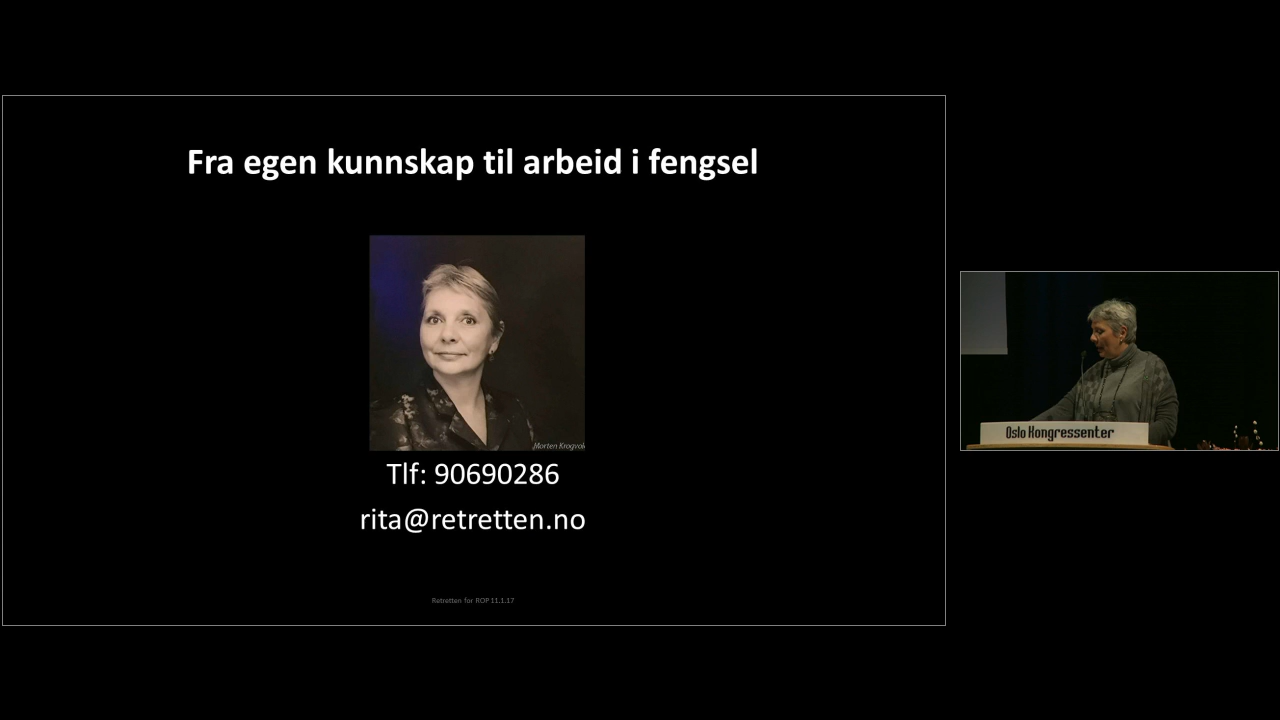 Fra egen kunnskap til arbeid i fengsel
Morten Krogvol
Tlf: 90690286
rita@retretten.no
Retretten for ROP 11.1.17
Oslo Kongressenter